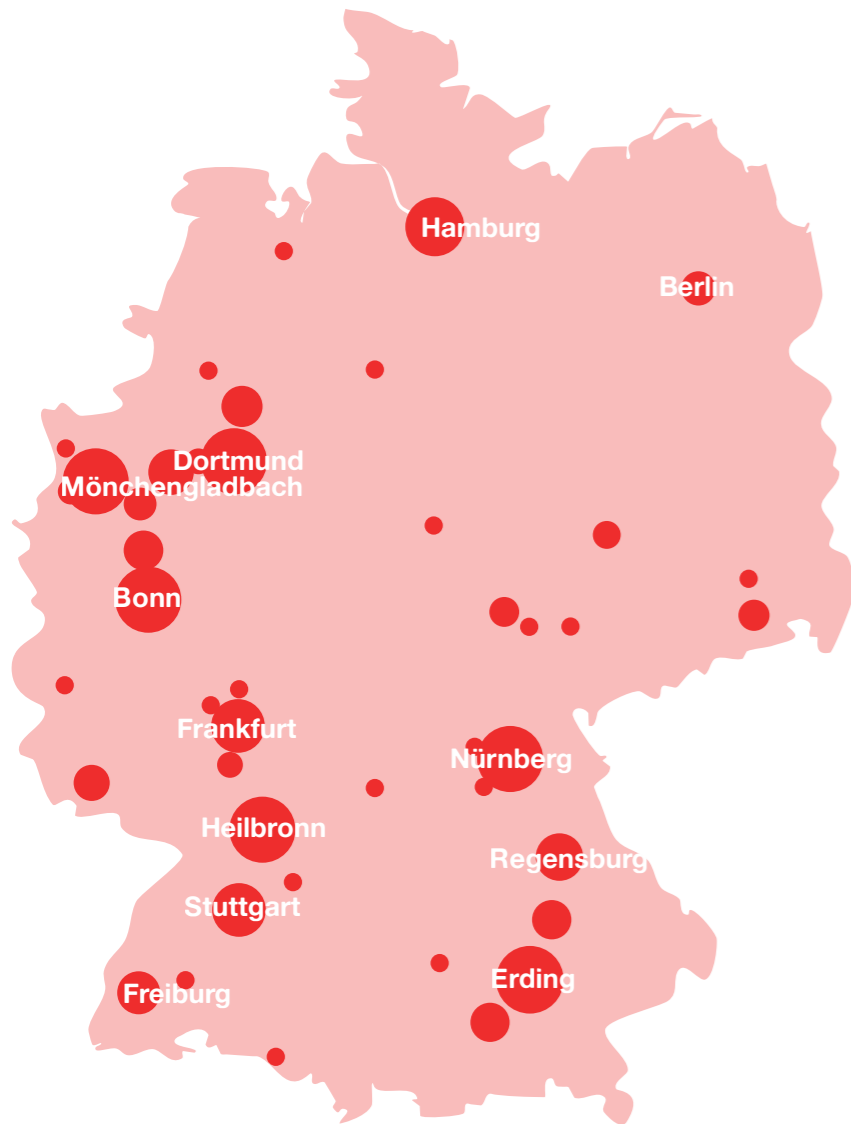 Hamburg
Berlin
Dortmund
Mönchengladbach
Bonn
Frankfurt
Nürnberg
Heilbronn
Regensburg
Stuttgart
Erding
Freiburg